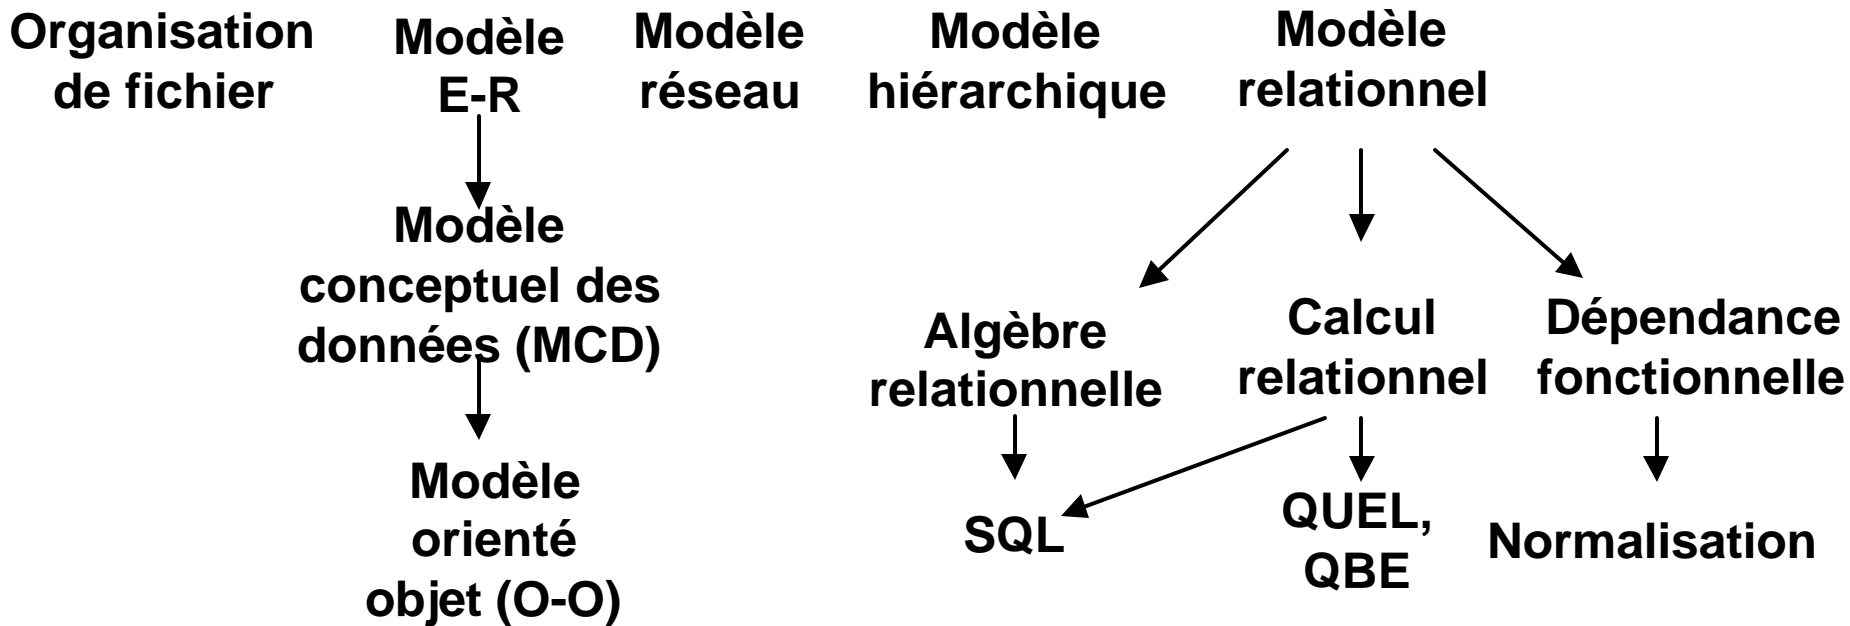 Organisation
de fichier
Modèle
E-R
Modèle
réseau
Modèle
hiérarchique
Modèle
relationnel
Modèle
conceptuel des
données (MCD)
Algèbre
relationnelle
Calcul
relationnel
Dépendance
fonctionnelle
Modèle
orienté
objet (O-O)
SQL
QUEL,
QBE
Normalisation